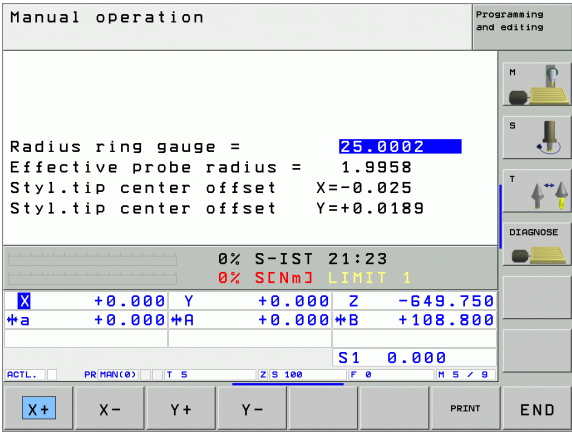 Manual operation
Programming and editing
M
Radius ring gauge = 25.0002
Effective probe radius = 1.9958
Styl.tip center offset X=-0.025
Styl.tip center offset Y=+0.0189
S
T
DIAGNOSE
0% S-IST 21:23
0% S[Nm] LIMIT 1
X +0.000 Y +0.000 Z -649.750
a +0.000 A +0.000 B +108.800
S1 0.000
ACTL. PR MAN(0) T 5 Z S 100 F 0 M 5 / 9
X+ X- Y+ Y- PRINT END